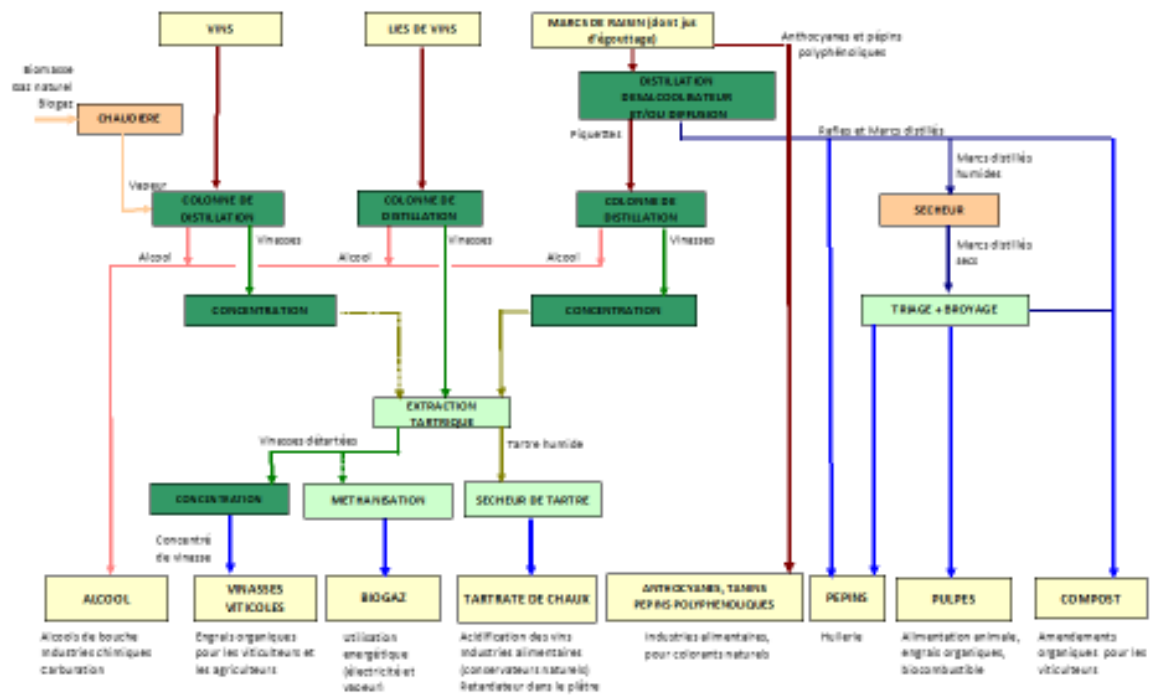 VINS
LIES DE VINS
MARCS DE RAISIN (dont jus
d'égouttage)
Anthocyanes et pépins
polyphénoliques
Biomasse
Gaz naturel
Biogaz
CHAUDIERE
DISTILLATION
DESALCOOLISATEUR
ET/OU DIFFUSION
Piquettes
Rafles et Marcs distillés
Marcs distillés
humides
Vapeur
COLONNE DE
DISTILLATION
COLONNE DE
DISTILLATION
COLONNE DE
DISTILLATION
SECHEUR
Vinasses
Vinasses
Vinasses
Alcool
Alcool
Alcool
Marcs distillés
secs
CONCENTRATION
CONCENTRATION
TRIAGE + BROYAGE
EXTRACTION
TARTRIQUE
Vinasses détartrées
Tartre humide
CONCENTRATION
METHANISATION
SECHEUR DE TARTRE
Concentré
de vinasse
ALCOOL
VINASSES
VITICOLES
BIOGAZ
TARTRATE DE CHAUX
ANTHOCYANES, TANINS
PEPINS POLYPHENOLIQUES
PEPINS
PULPES
COMPOST
Alcools de bouche
Industries chimiques
Carburation
Engrais organiques
pour les viticulteurs et
les agriculteurs
Utilisation
energétique
(électricité et
vapeur)
Acidification des vins
Industries alimentaires
(conservateurs naturels)
Retardateur dans le plâtre
Industries alimentaires,
pour colorants naturels
Huilerie
Alimentation animale,
engrais organiques,
biocombustible
Amendements
organiques pour les
viticulteurs